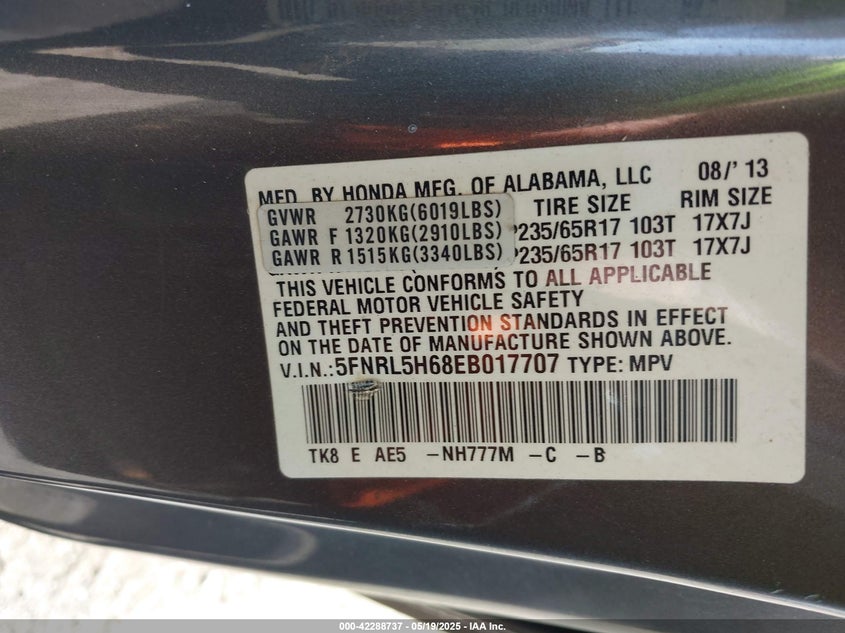 MFD. BY HONDA MFG. OF ALABAMA, LLC 08/'13
GVWR 2730KG(6019LBS) TIRE SIZE RIM SIZE
GAWR F 1320KG(2910LBS) P235/65R17 103T 17X7J
GAWR R 1515KG(3340LBS) P235/65R17 103T 17X7J
THIS VEHICLE CONFORMS TO ALL APPLICABLE
FEDERAL MOTOR VEHICLE SAFETY
AND THEFT PREVENTION STANDARDS IN EFFECT
ON THE DATE OF MANUFACTURE SHOWN ABOVE.
V.I.N.:5FNRL5H68EB017707 TYPE: MPV
TK8 E AE5 -NH777M -C -B
000-42288737 - 05/19/2025 - IAA Inc.